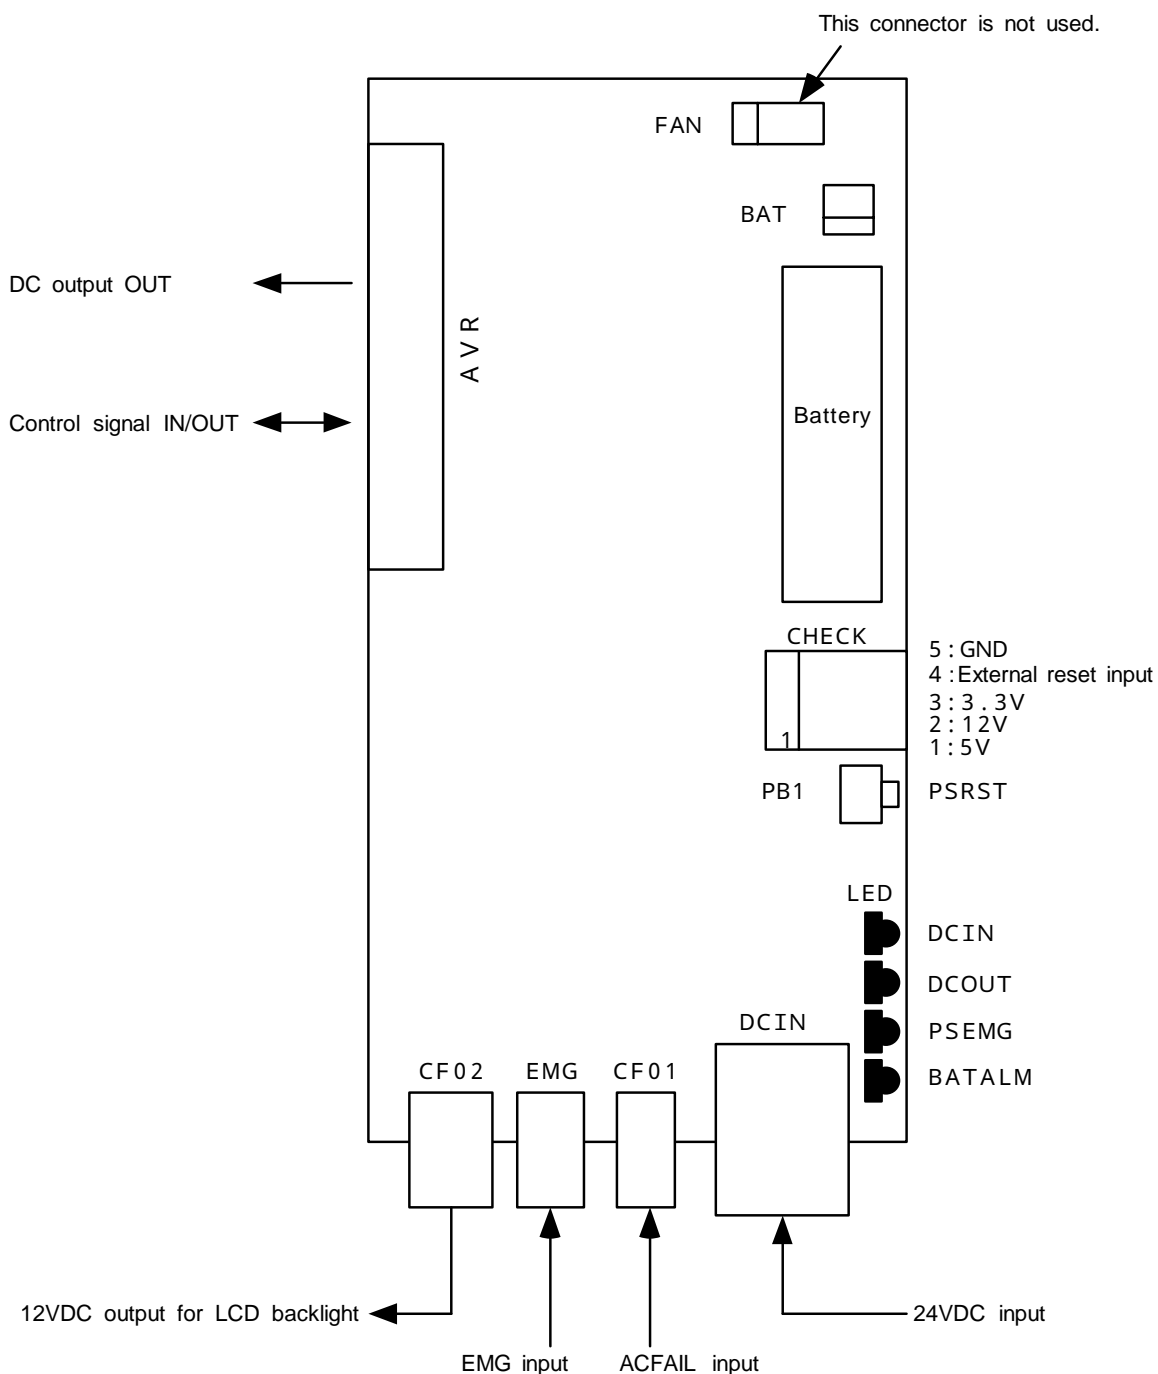 This connector is not used.
FAN
BAT
DC output OUT
AVR
Control signal IN/OUT
Battery
CHECK
5:GND
4:External reset input
3:3.3V
2:12V
1:5V
1
PB1
PSRST
LED
DCIN
DCOUT
PSEMG
BATALM
DCIN
CF02
EMG
CF01
12VDC output for LCD backlight
24VDC input
EMG input
ACFAIL input